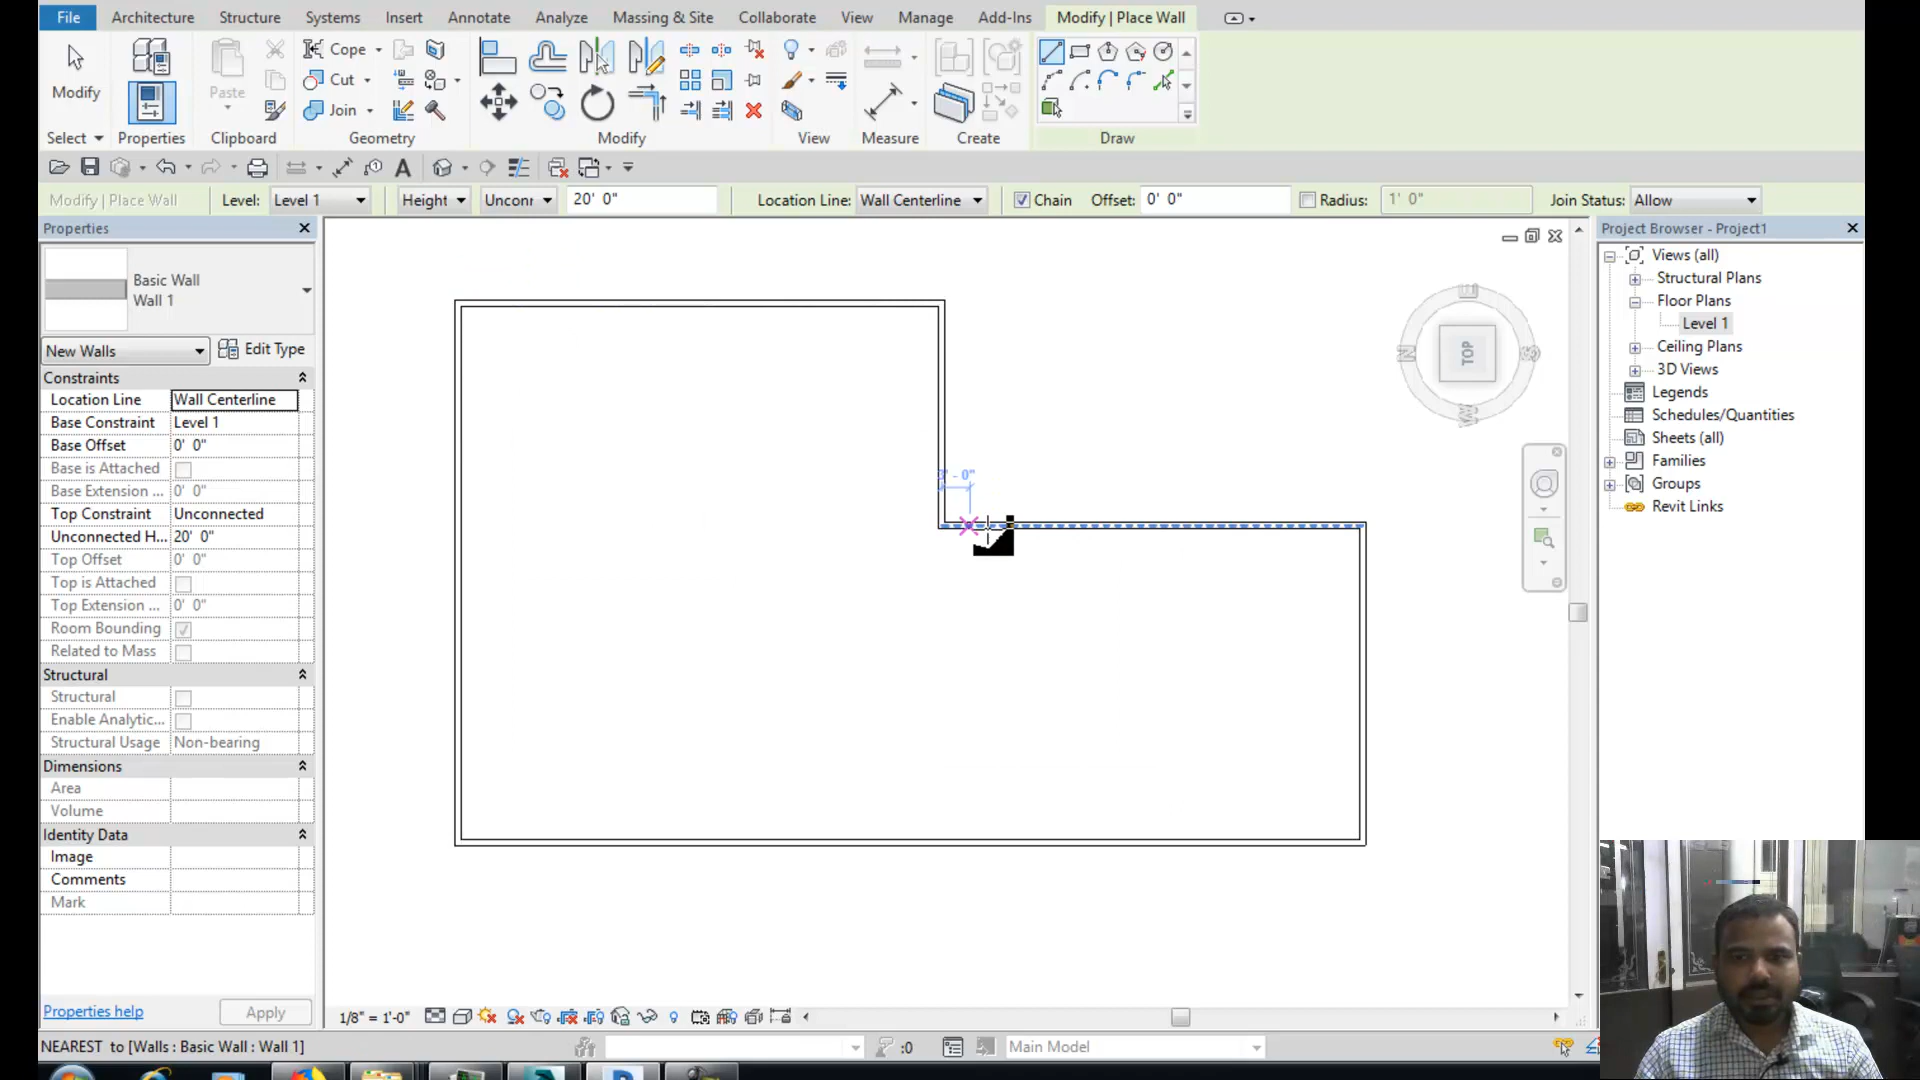 File Architecture Structure Systems Insert Annotate Analyze Massing & Site Collaborate View Manage Add-Ins Modify | Place Wall
Modify Paste Cope Cut Join
Select Properties Clipboard Geometry Modify View Measure Create Draw
Modify | Place Wall Level: Level 1 Height Unconr 20' 0" Location Line: Wall Centerline Chain Offset: 0' 0" Radius: 1' 0" Join Status: Allow
Properties
Basic Wall
Wall 1
New Walls Edit Type
Constraints
Location Line Wall Centerline
Base Constraint Level 1
Base Offset 0' 0"
Base is Attached
Base Extension ... 0' 0"
Top Constraint Unconnected
Unconnected H... 20' 0"
Top Offset 0' 0"
Top is Attached
Top Extension ... 0' 0"
Room Bounding
Related to Mass
Structural
Structural
Enable Analytic...
Structural Usage Non-bearing
Dimensions
Area
Volume
Identity Data
Image
Comments
Mark
Properties help Apply
3' - 0"
TOP
E
N
S
W
Project Browser - Project1
Views (all)
Structural Plans
Floor Plans
Level 1
Ceiling Plans
3D Views
Legends
Schedules/Quantities
Sheets (all)
Families
Groups
Revit Links
1/8" = 1'-0"
NEAREST to [Walls : Basic Wall : Wall 1] :0 Main Model